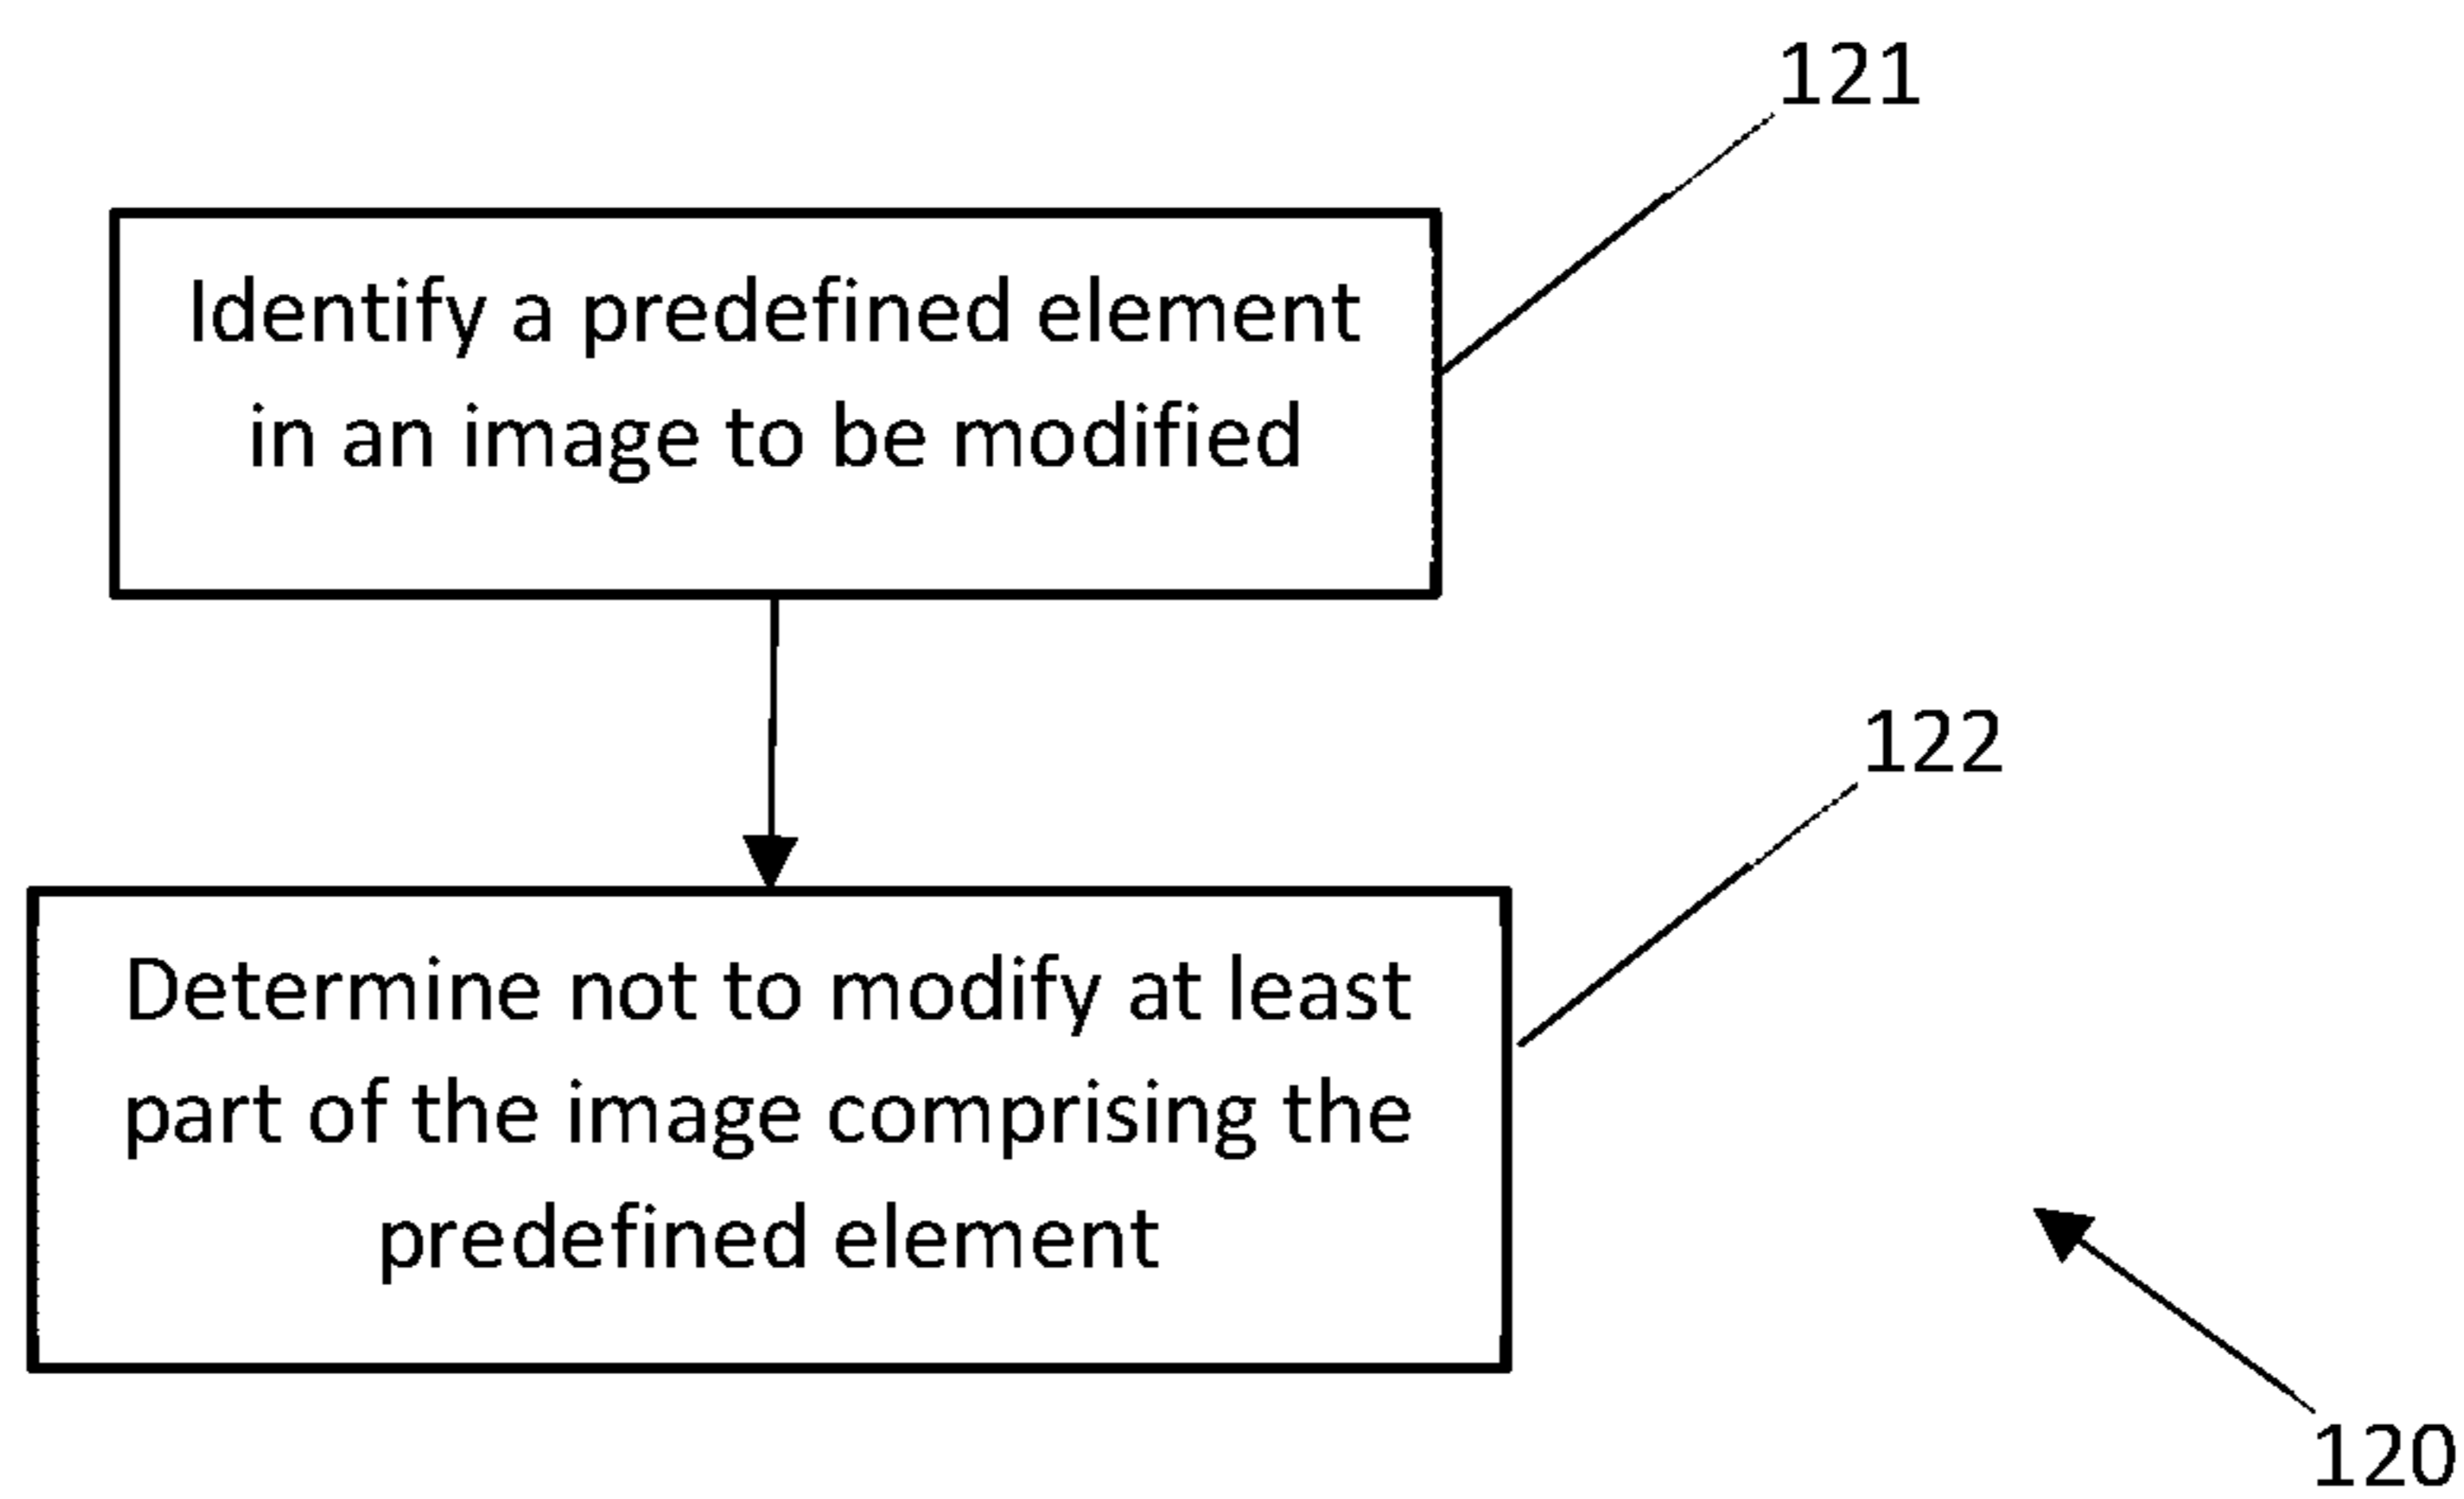 121
Identify a predefined element
in an image to be modified
122
Determine not to modify at least
part of the image comprising the
predefined element
120